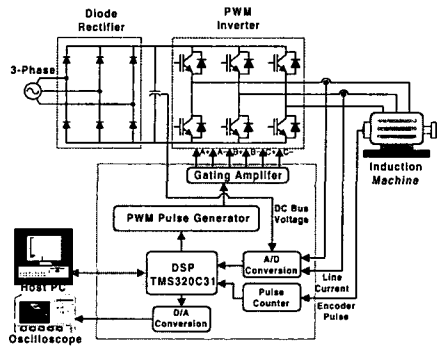 Diode
Rectifier
PWM
Inverter
3-Phase
A+ A- B+ B- C+ C-
Gating Amplifer
Induction
Machine
DC Bus
Voltage
PWM Pulse Generator
DSP
TMS320C31
A/D
Conversion
Line
Current
Pulse
Counter
Encoder
Pulse
Host PC
D/A
Conversion
Oscilloscope